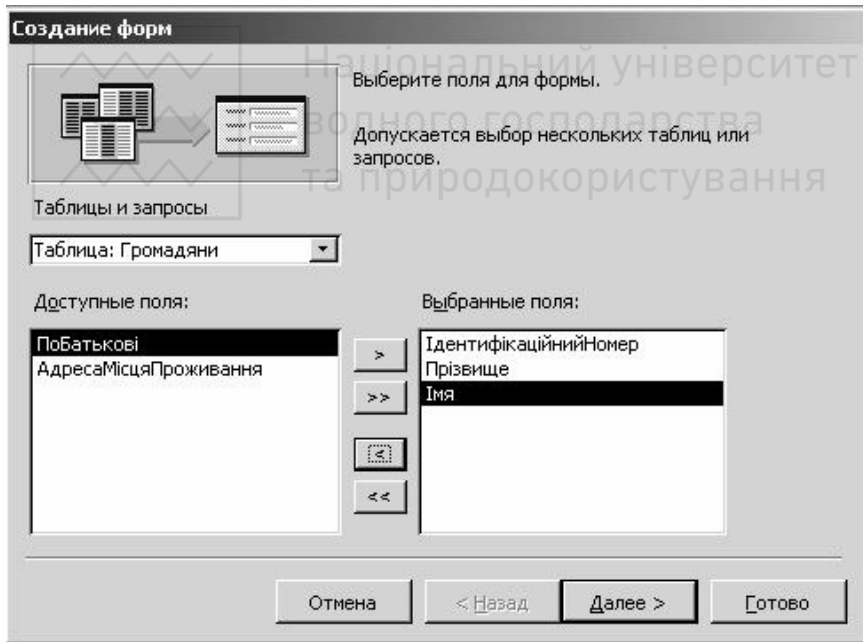 Создание форм
Національний університет
водного господарства
та природокористування
Выберите поля для формы.
Допускается выбор нескольких таблиц или
запросов.
Таблицы и запросы
Таблица: Громадяни
Доступные поля:
Выбранные поля:
ПоБатькові
АдресаМісцяПроживання
>
>>
<
<<
ІдентифікаційнийНомер
Прізвище
Імя
Отмена
< Назад
Далее >
Готово